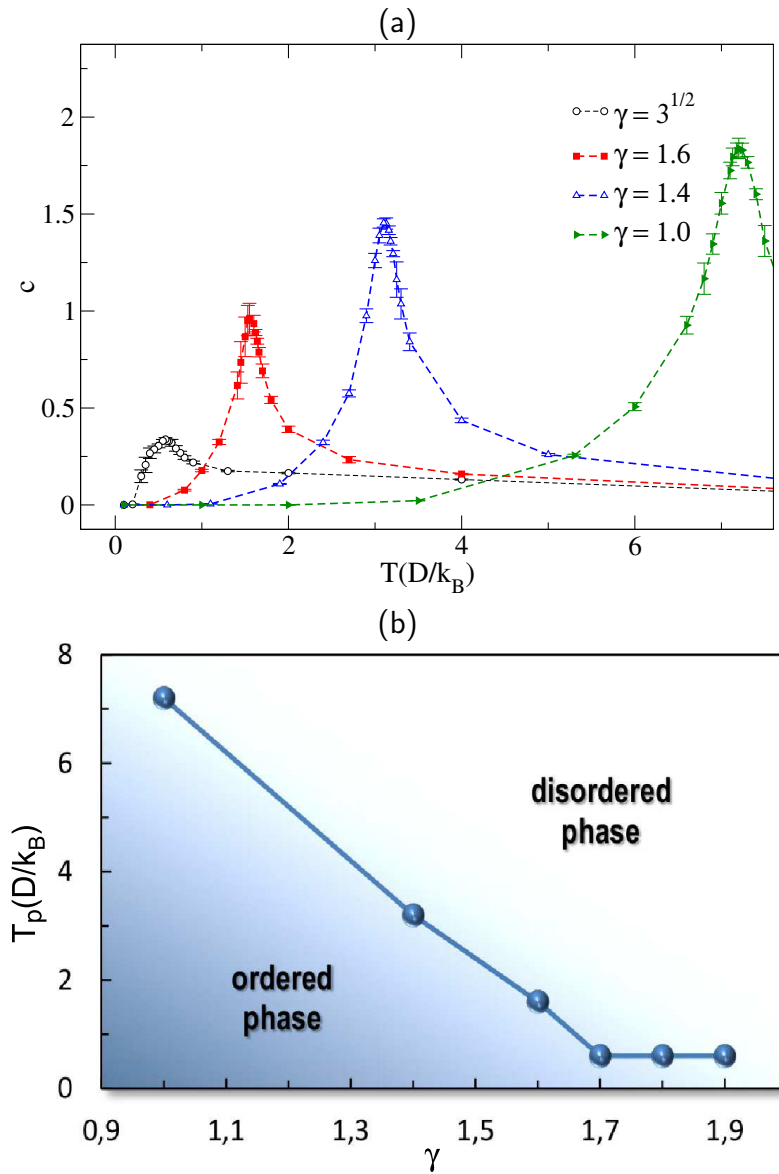 (a)
2
1.5
1
0.5
0
c
γ = 3^{1/2}
γ = 1.6
γ = 1.4
γ = 1.0
0 2 4 6
T(D/k_B)
(b)
8
6
4
2
0
T_p(D/k_B)
disordered
phase
ordered
phase
0,9 1,1 1,3 1,5 1,7 1,9
γ